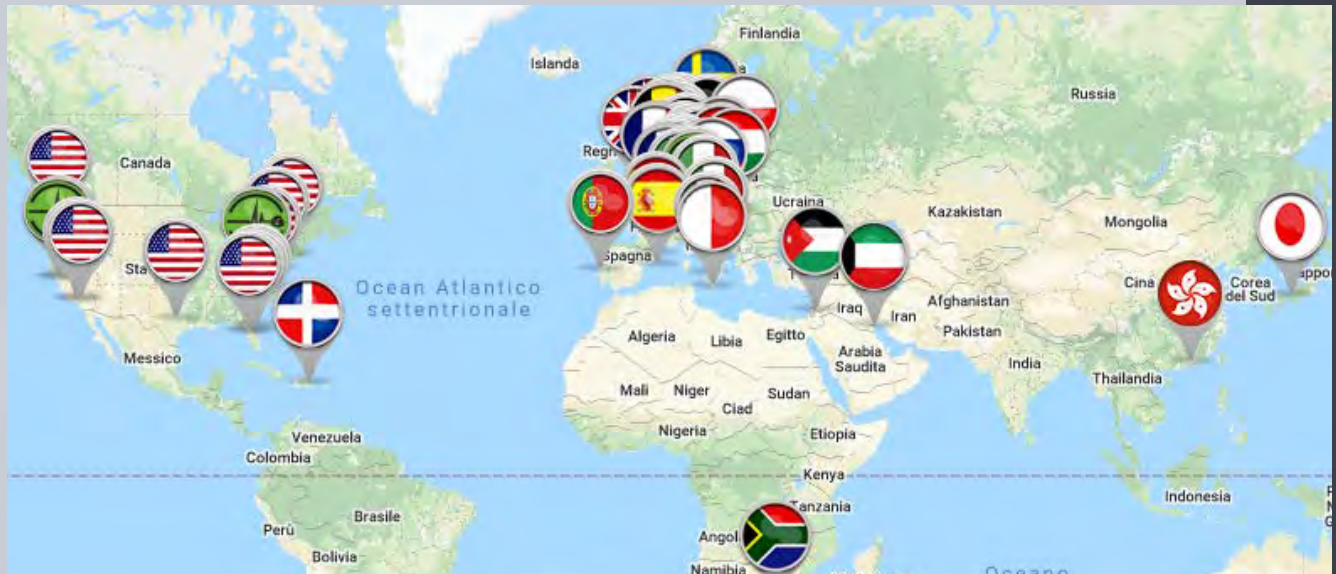 Finlandia
Islanda
Russia
Canada
Ucraina
Kazakistan
Mongolia
Spagna
Cina
Corea
del Sud
Ocean Atlantico
settentrionale
Iraq
Iran
Afghanistan
Pakistan
Messico
Algeria
Libia
Egitto
Arabia
Saudita
India
Thailandia
Mali
Niger
Ciad
Sudan
Nigeria
Etiopia
Venezuela
Colombia
Kenya
Tanzania
Indonesia
Perù
Brasile
Angol
Bolivia
Namibia
Oceano